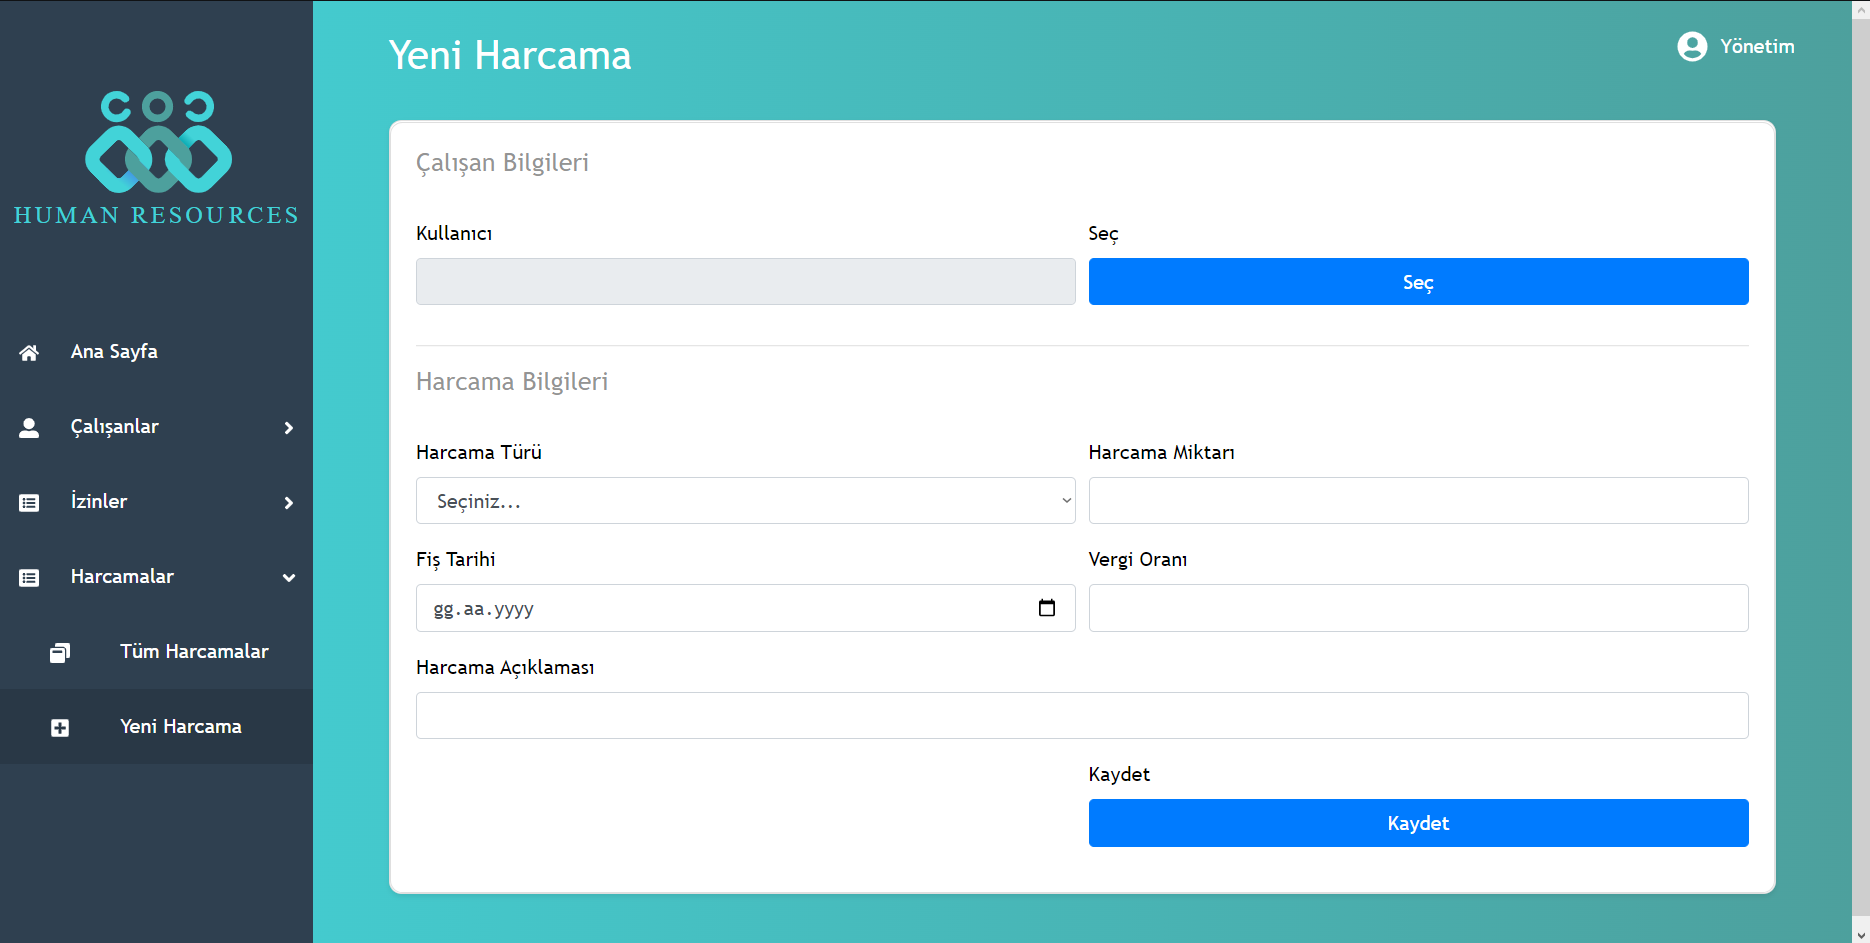 HUMAN RESOURCES
Ana Sayfa
Çalışanlar
İzinler
Harcamalar
Tüm Harcamalar
Yeni Harcama
Yeni Harcama
Yönetim
Çalışan Bilgileri
Kullanıcı
Seç
Seç
Harcama Bilgileri
Harcama Türü
Harcama Miktarı
Seçiniz...
Fiş Tarihi
Vergi Oranı
gg.aa.yyyy
Harcama Açıklaması
Kaydet
Kaydet